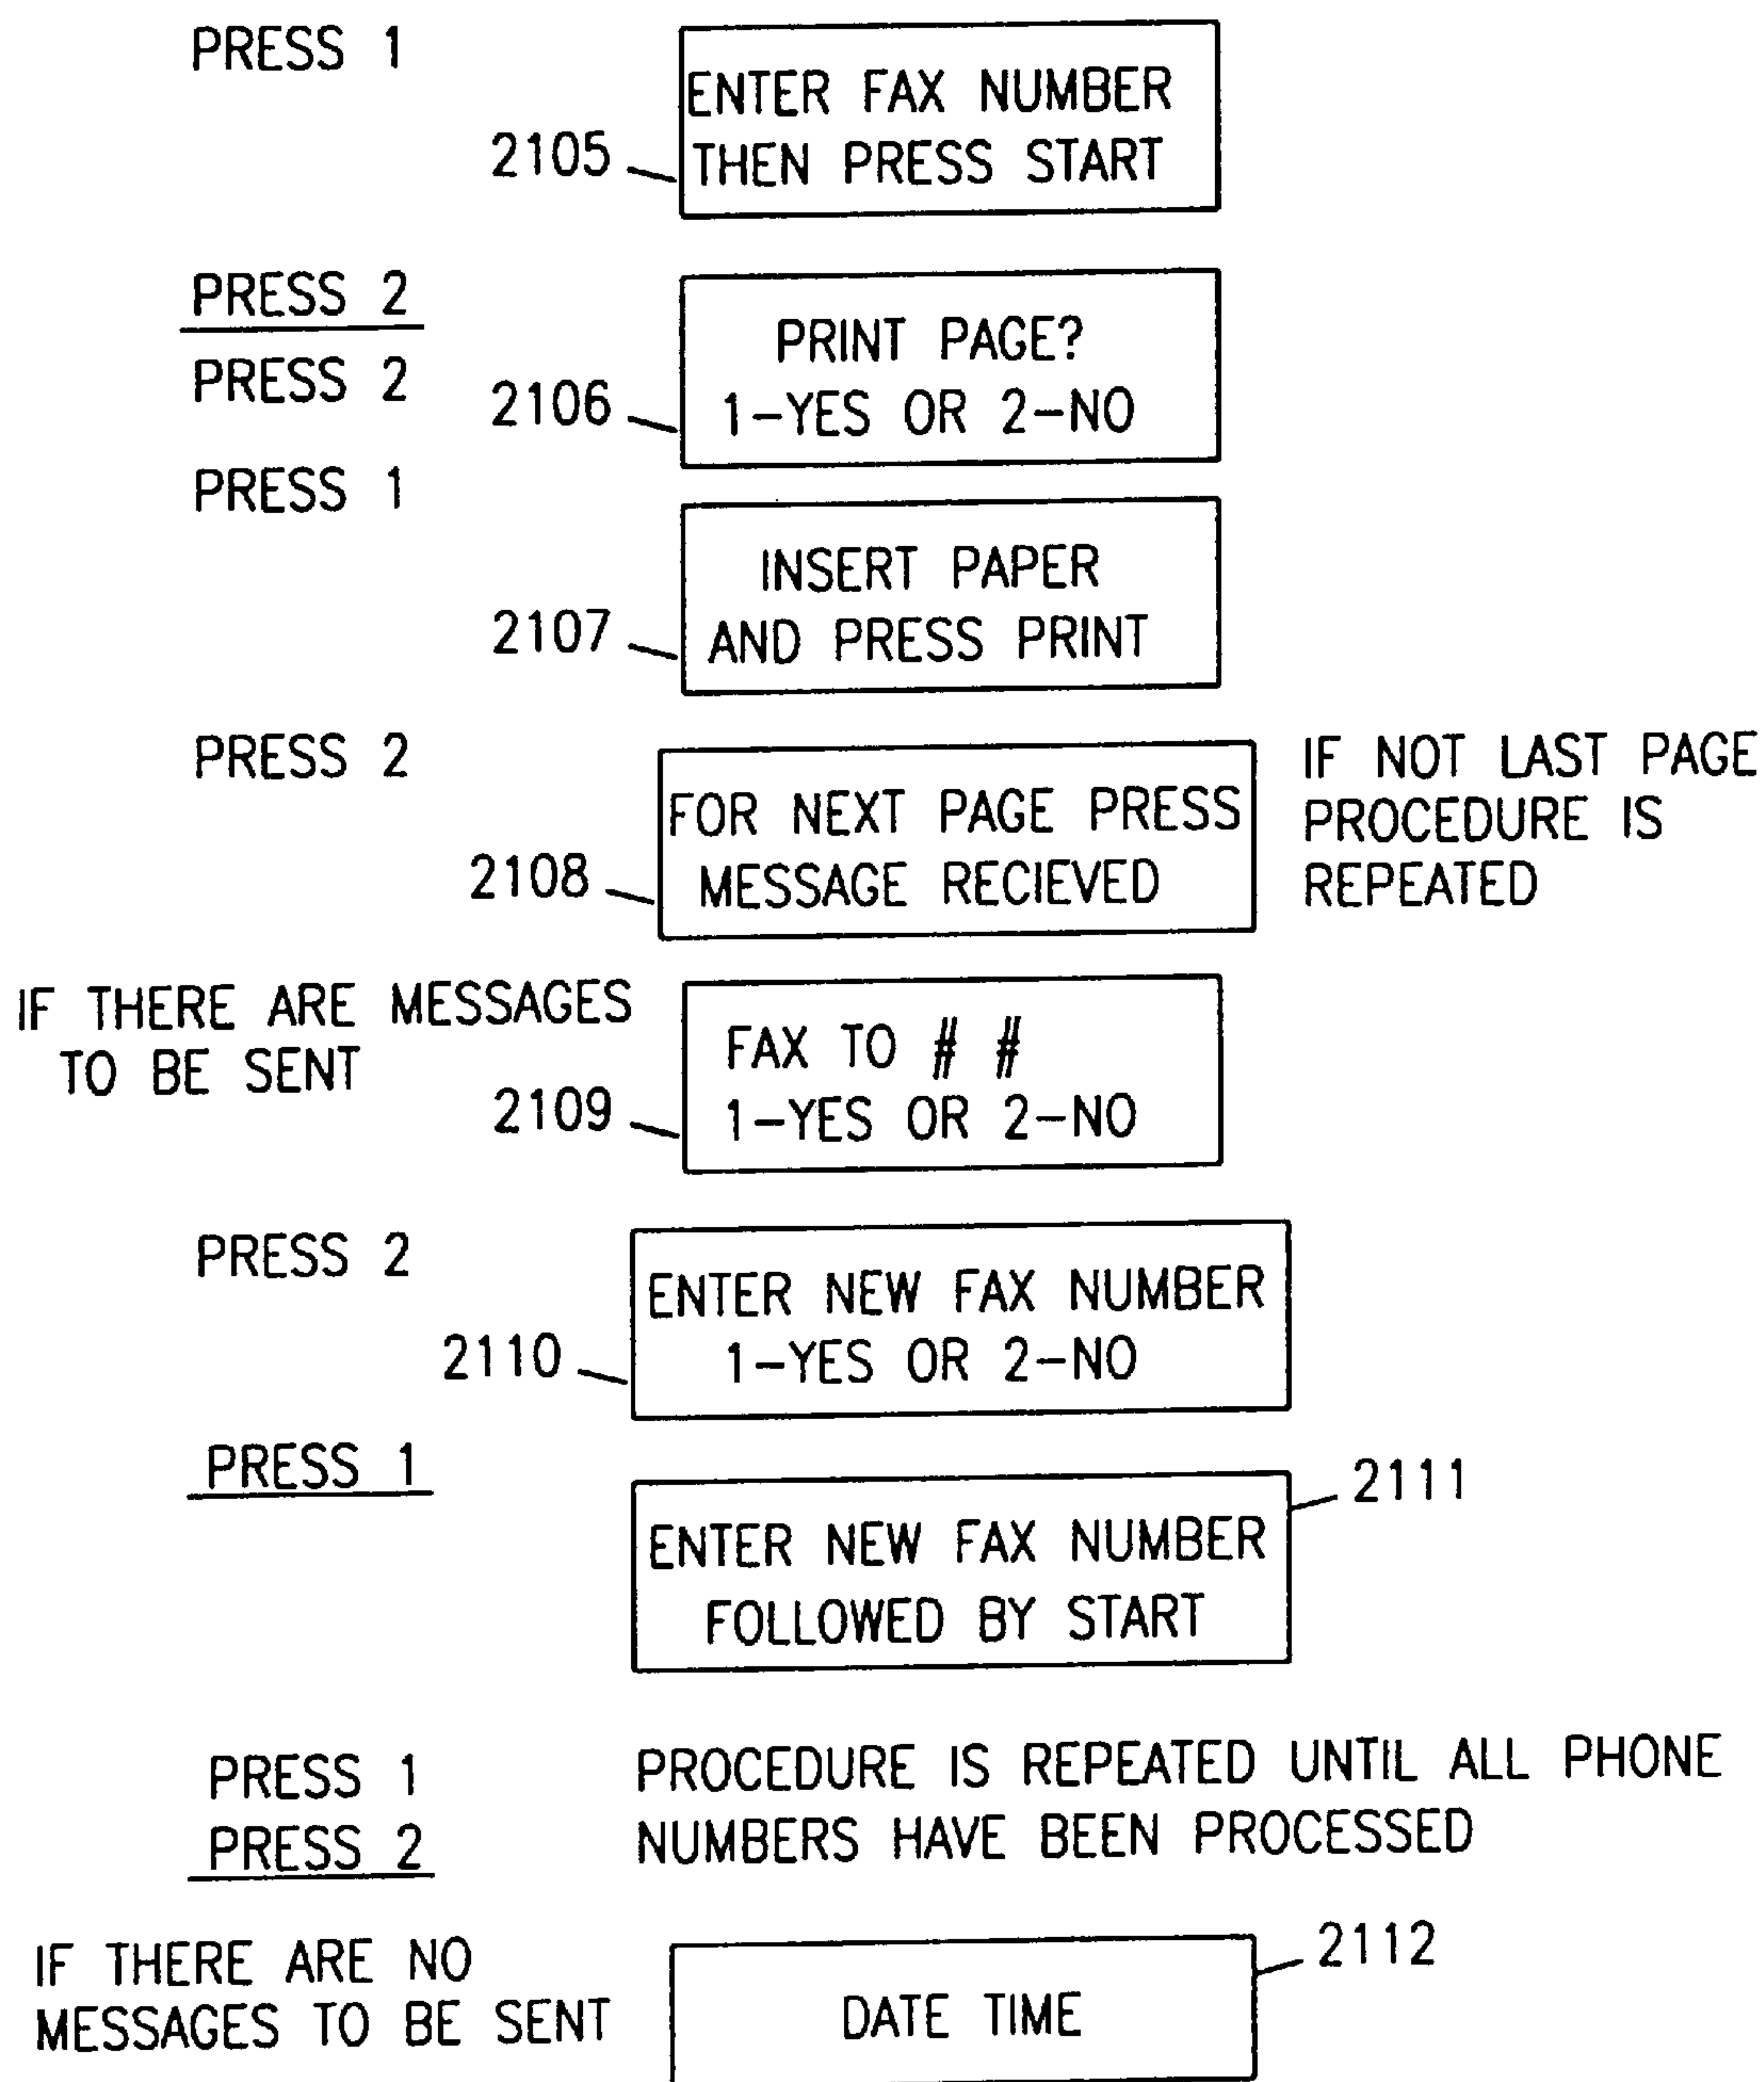 PRESS 1
ENTER FAX NUMBER
THEN PRESS START
2105
PRESS 2
PRESS 2
PRINT PAGE?
1-YES OR 2-NO
2106
PRESS 1
INSERT PAPER
AND PRESS PRINT
2107
PRESS 2
FOR NEXT PAGE PRESS
MESSAGE RECIEVED
2108
IF NOT LAST PAGE
PROCEDURE IS
REPEATED
IF THERE ARE MESSAGES
TO BE SENT
FAX TO # #
1-YES OR 2-NO
2109
PRESS 2
ENTER NEW FAX NUMBER
1-YES OR 2-NO
2110
PRESS 1
2111
ENTER NEW FAX NUMBER
FOLLOWED BY START
PRESS 1
PRESS 2
PROCEDURE IS REPEATED UNTIL ALL PHONE
NUMBERS HAVE BEEN PROCESSED
IF THERE ARE NO
MESSAGES TO BE SENT
DATE TIME
2112